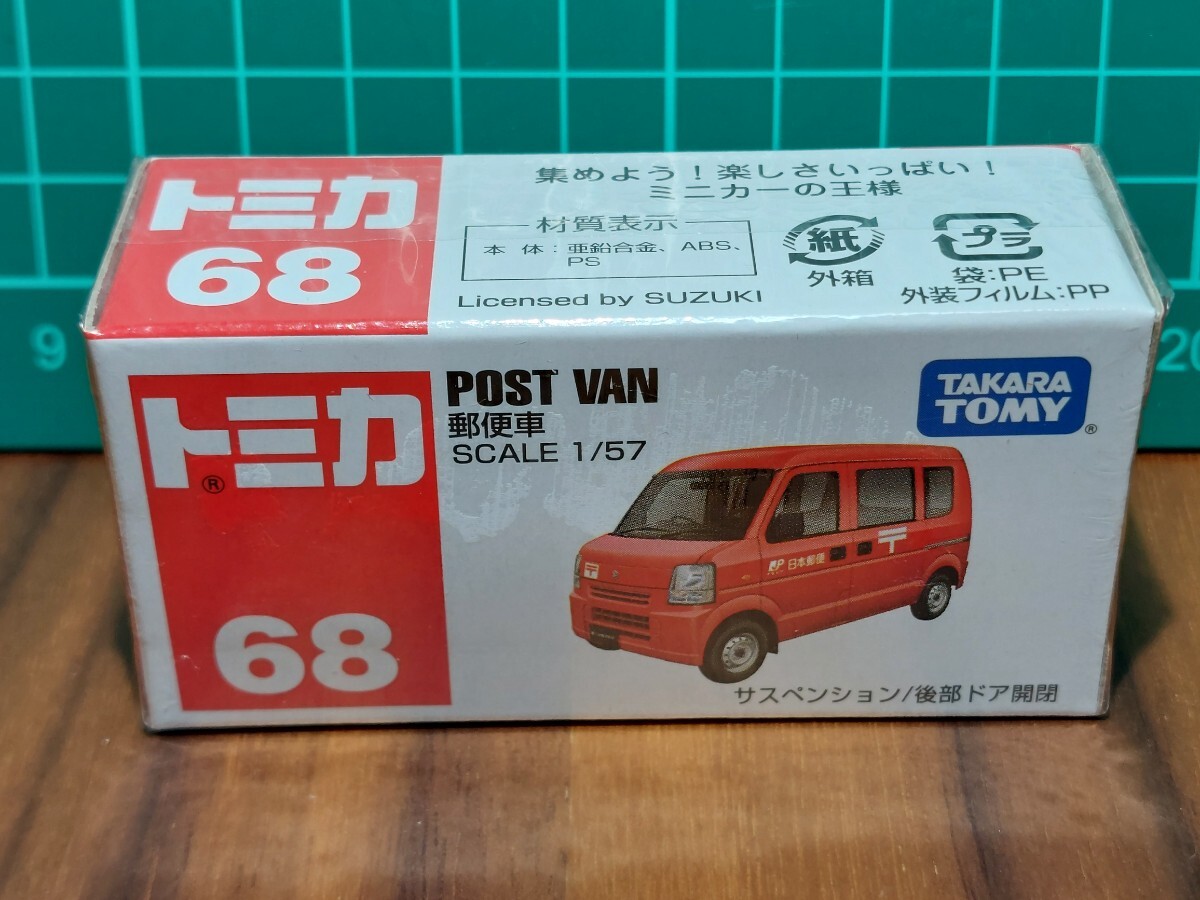 トミカ
68
集めよう！楽しさいっぱい！
ミニカーの王様
材質表示
本 体：亜鉛合金、ABS、
PS
Licensed by SUZUKI
紙
外箱
プラ
袋:PE
外装フィルム:PP
9
20
トミカ
®
68
POST VAN
郵便車
SCALE 1/57
TAKARA
TOMY
®
〒
JP 日本郵便
〒
サスペンション/後部ドア開閉